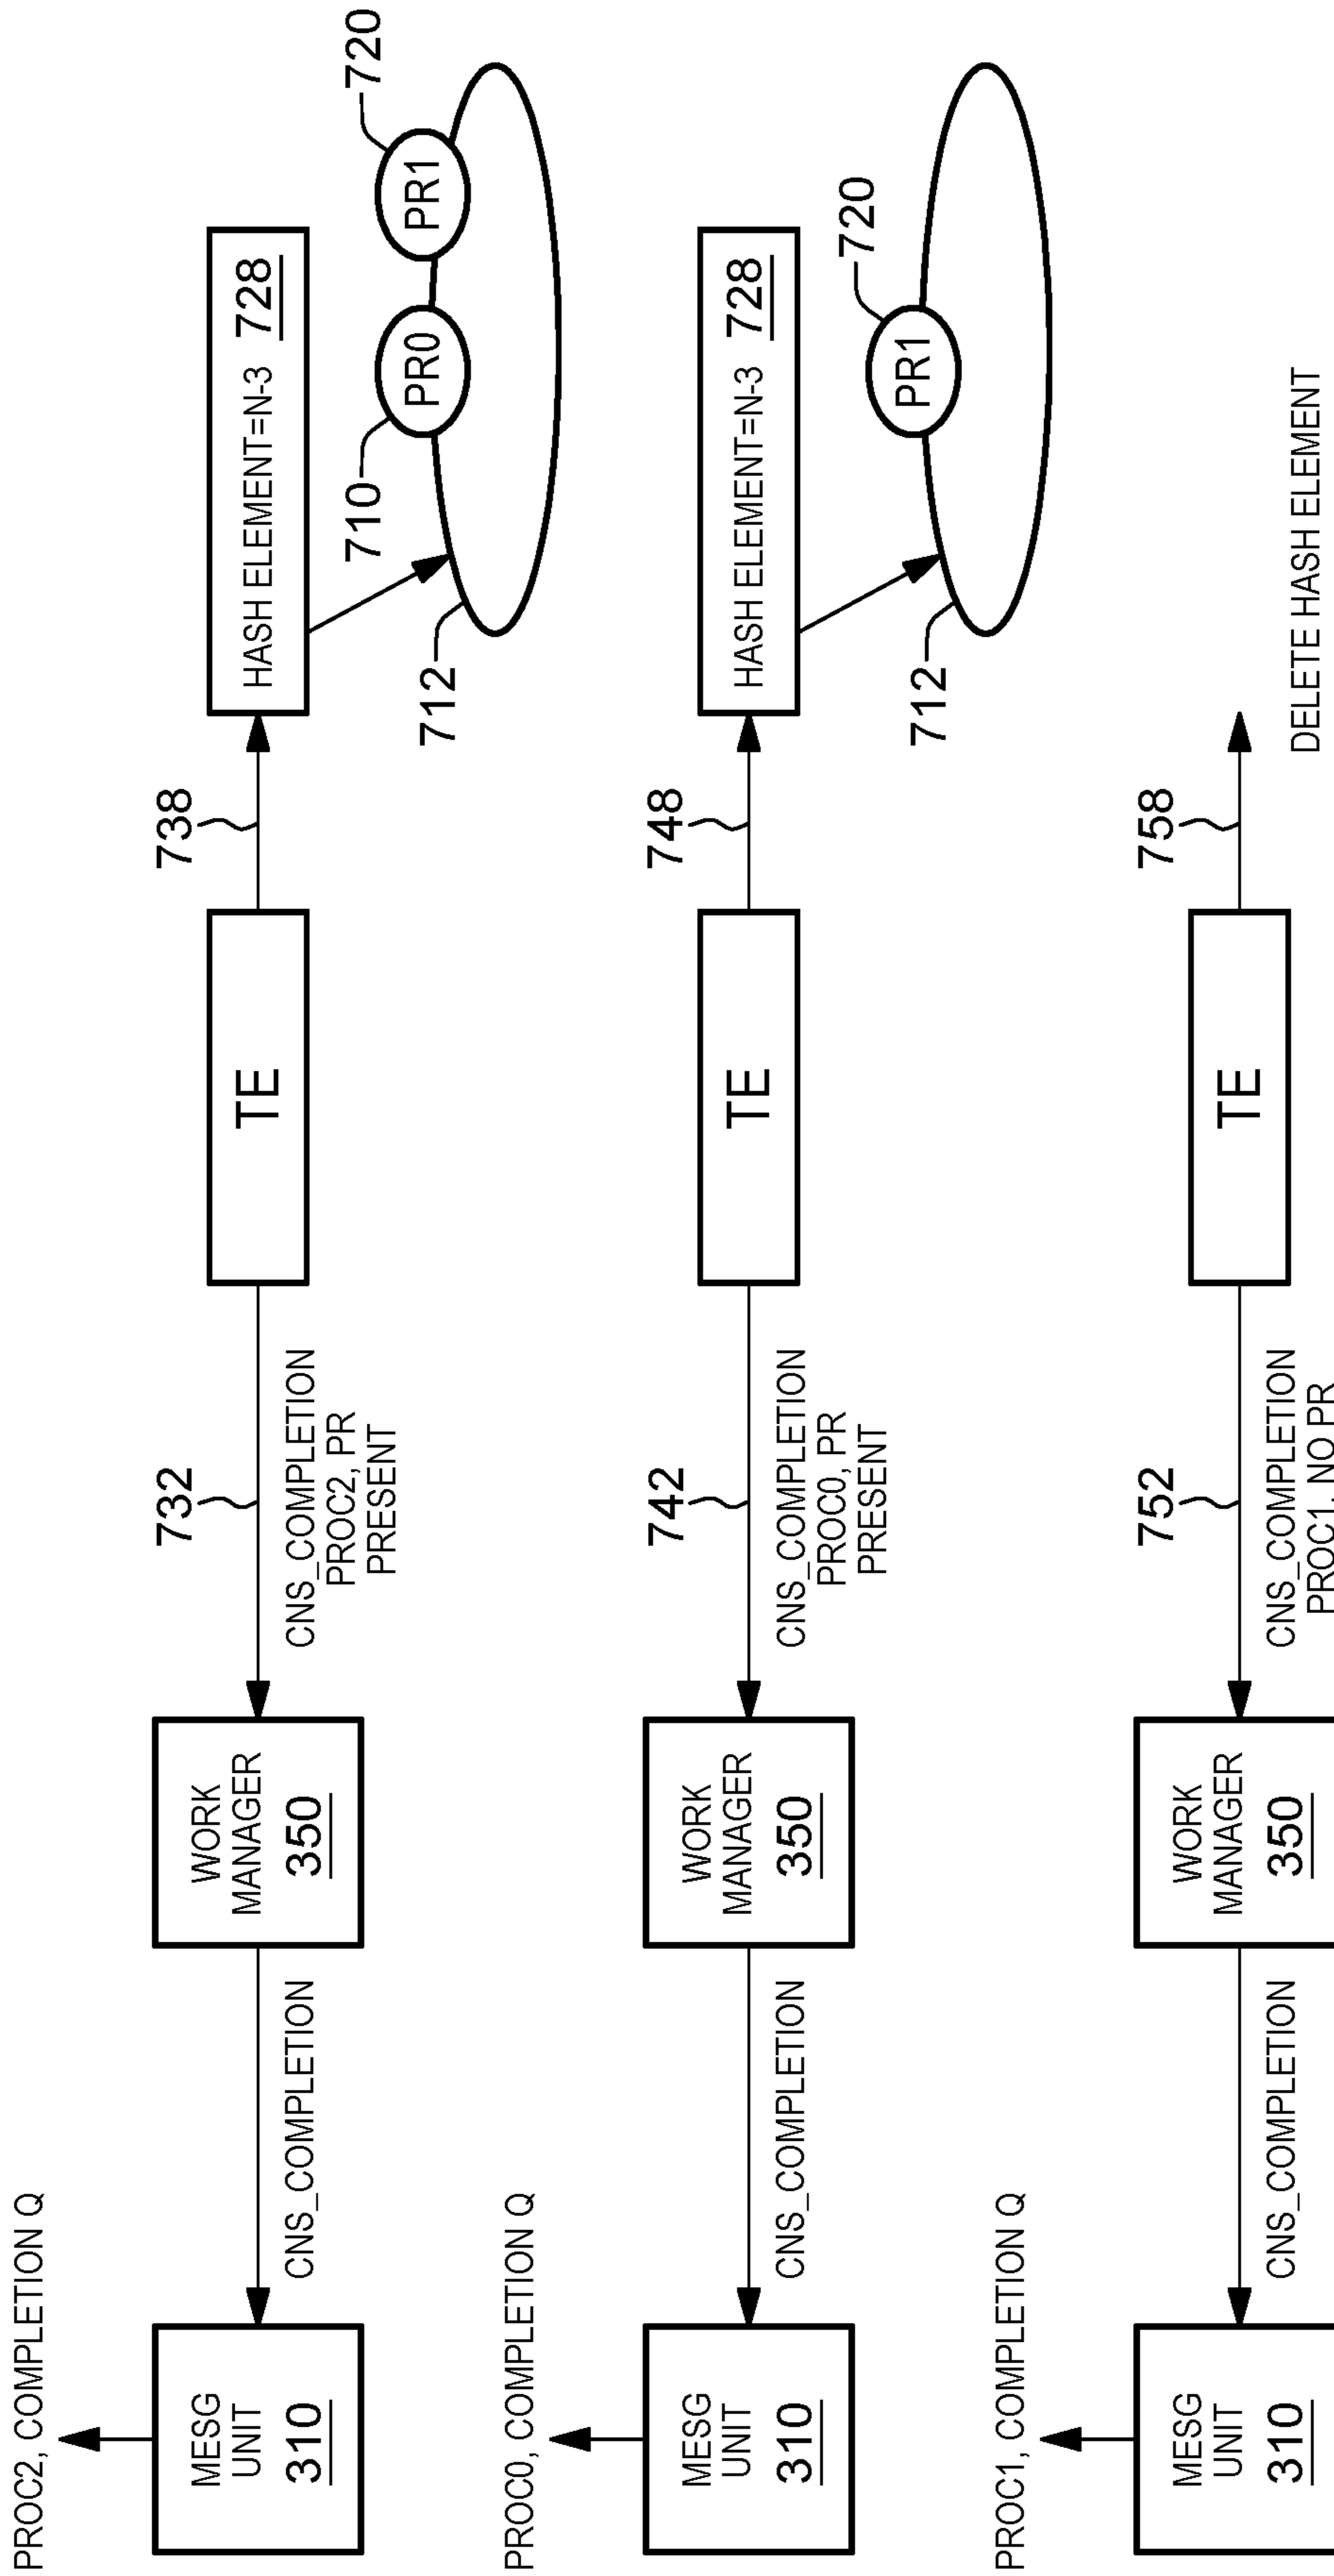 PROC2, COMPLETION Q
MESG
UNIT
310
CNS_COMPLETION
WORK
MANAGER
350
732
CNS_COMPLETION
PROC2, PR
PRESENT
TE
738
HASH ELEMENT=N-3 728
712
710
PR0
PR1
720
PROC0, COMPLETION Q
MESG
UNIT
310
CNS_COMPLETION
WORK
MANAGER
350
742
CNS_COMPLETION
PROC0, PR
PRESENT
TE
748
HASH ELEMENT=N-3 728
712
PR1
720
PROC1, COMPLETION Q
MESG
UNIT
310
CNS_COMPLETION
WORK
MANAGER
350
752
CNS_COMPLETION
PROC1, NO PR
TE
758
DELETE HASH ELEMENT